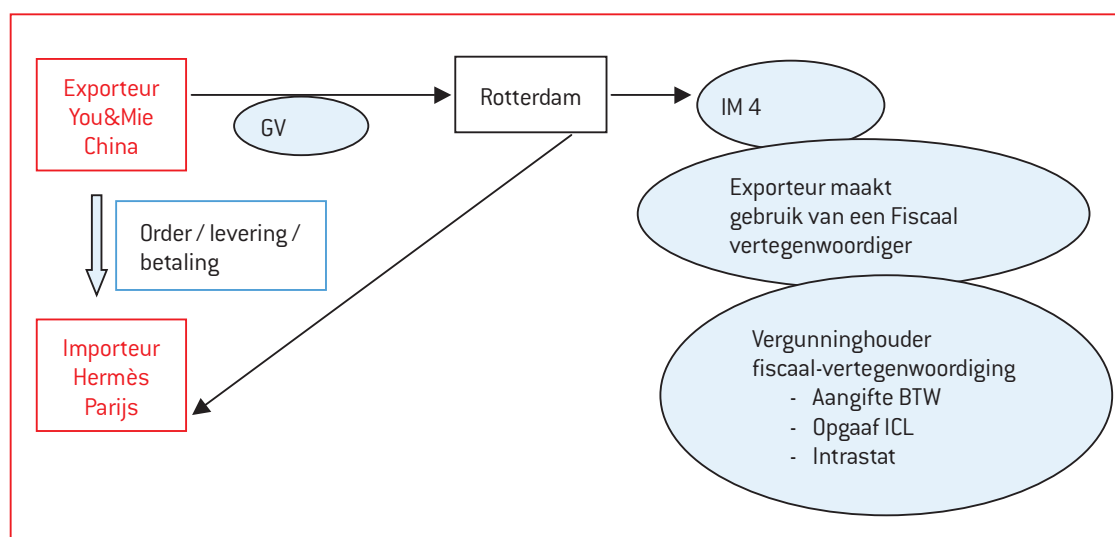 Exporteur
You&Mie
China
GV
Rotterdam
IM 4
Exporteur maakt
gebruik van een Fiscaal
vertegenwoordiger
Order / levering /
betaling
Importeur
Hermès
Parijs
Vergunninghouder
fiscaal-vertegenwoordiging
- Aangifte BTW
- Opgaaf ICL
- Intrastat